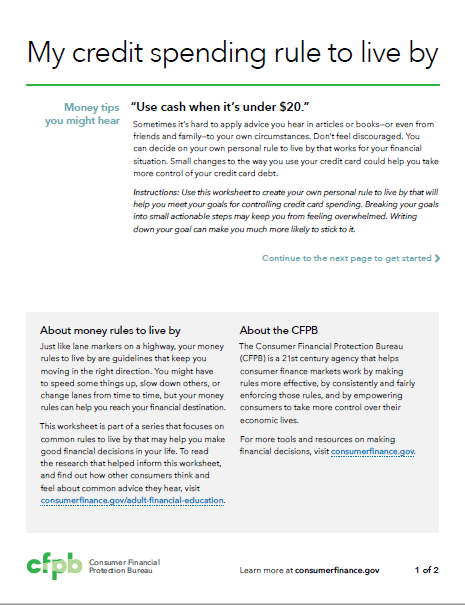 My credit spending rule to live by
Money tips
you might hear
“Use cash when it’s under $20.”
Sometimes it’s hard to apply advice you hear in articles or books—or even from
friends and family—to your own circumstances. Don’t feel discouraged. You
can decide on your own personal rule to live by that works for your financial
situation. Small changes to the way you use your credit card could help you take
more control of your credit card debt.
Instructions: Use this worksheet to create your own personal rule to live by that will
help you meet your goals for controlling credit card spending. Breaking your goals
into small actionable steps may keep you from feeling overwhelmed. Writing
down your goal can make you much more likely to stick to it.
Continue to the next page to get started
About money rules to live by
Just like lane markers on a highway, your money
rules to live by are guidelines that keep you
moving in the right direction. You might have
to speed some things up, slow down others, or
change lanes from time to time, but your money
rules can help you reach your financial destination.
This worksheet is part of a series that focuses on
common rules to live by that may help you make
good financial decisions in your life. To read
the research that helped inform this worksheet,
and find out how other consumers think and
feel about common advice they hear, visit
consumerfinance.gov/adult-financial-education.
About the CFPB
The Consumer Financial Protection Bureau
(CFPB) is a 21st century agency that helps
consumer finance markets work by making
rules more effective, by consistently and fairly
enforcing those rules, and by empowering
consumers to take more control over their
economic lives.
For more tools and resources on making
financial decisions, visit consumerfinance.gov.
cfpb
Consumer Financial
Protection Bureau
Learn more at consumerfinance.gov
1 of 2